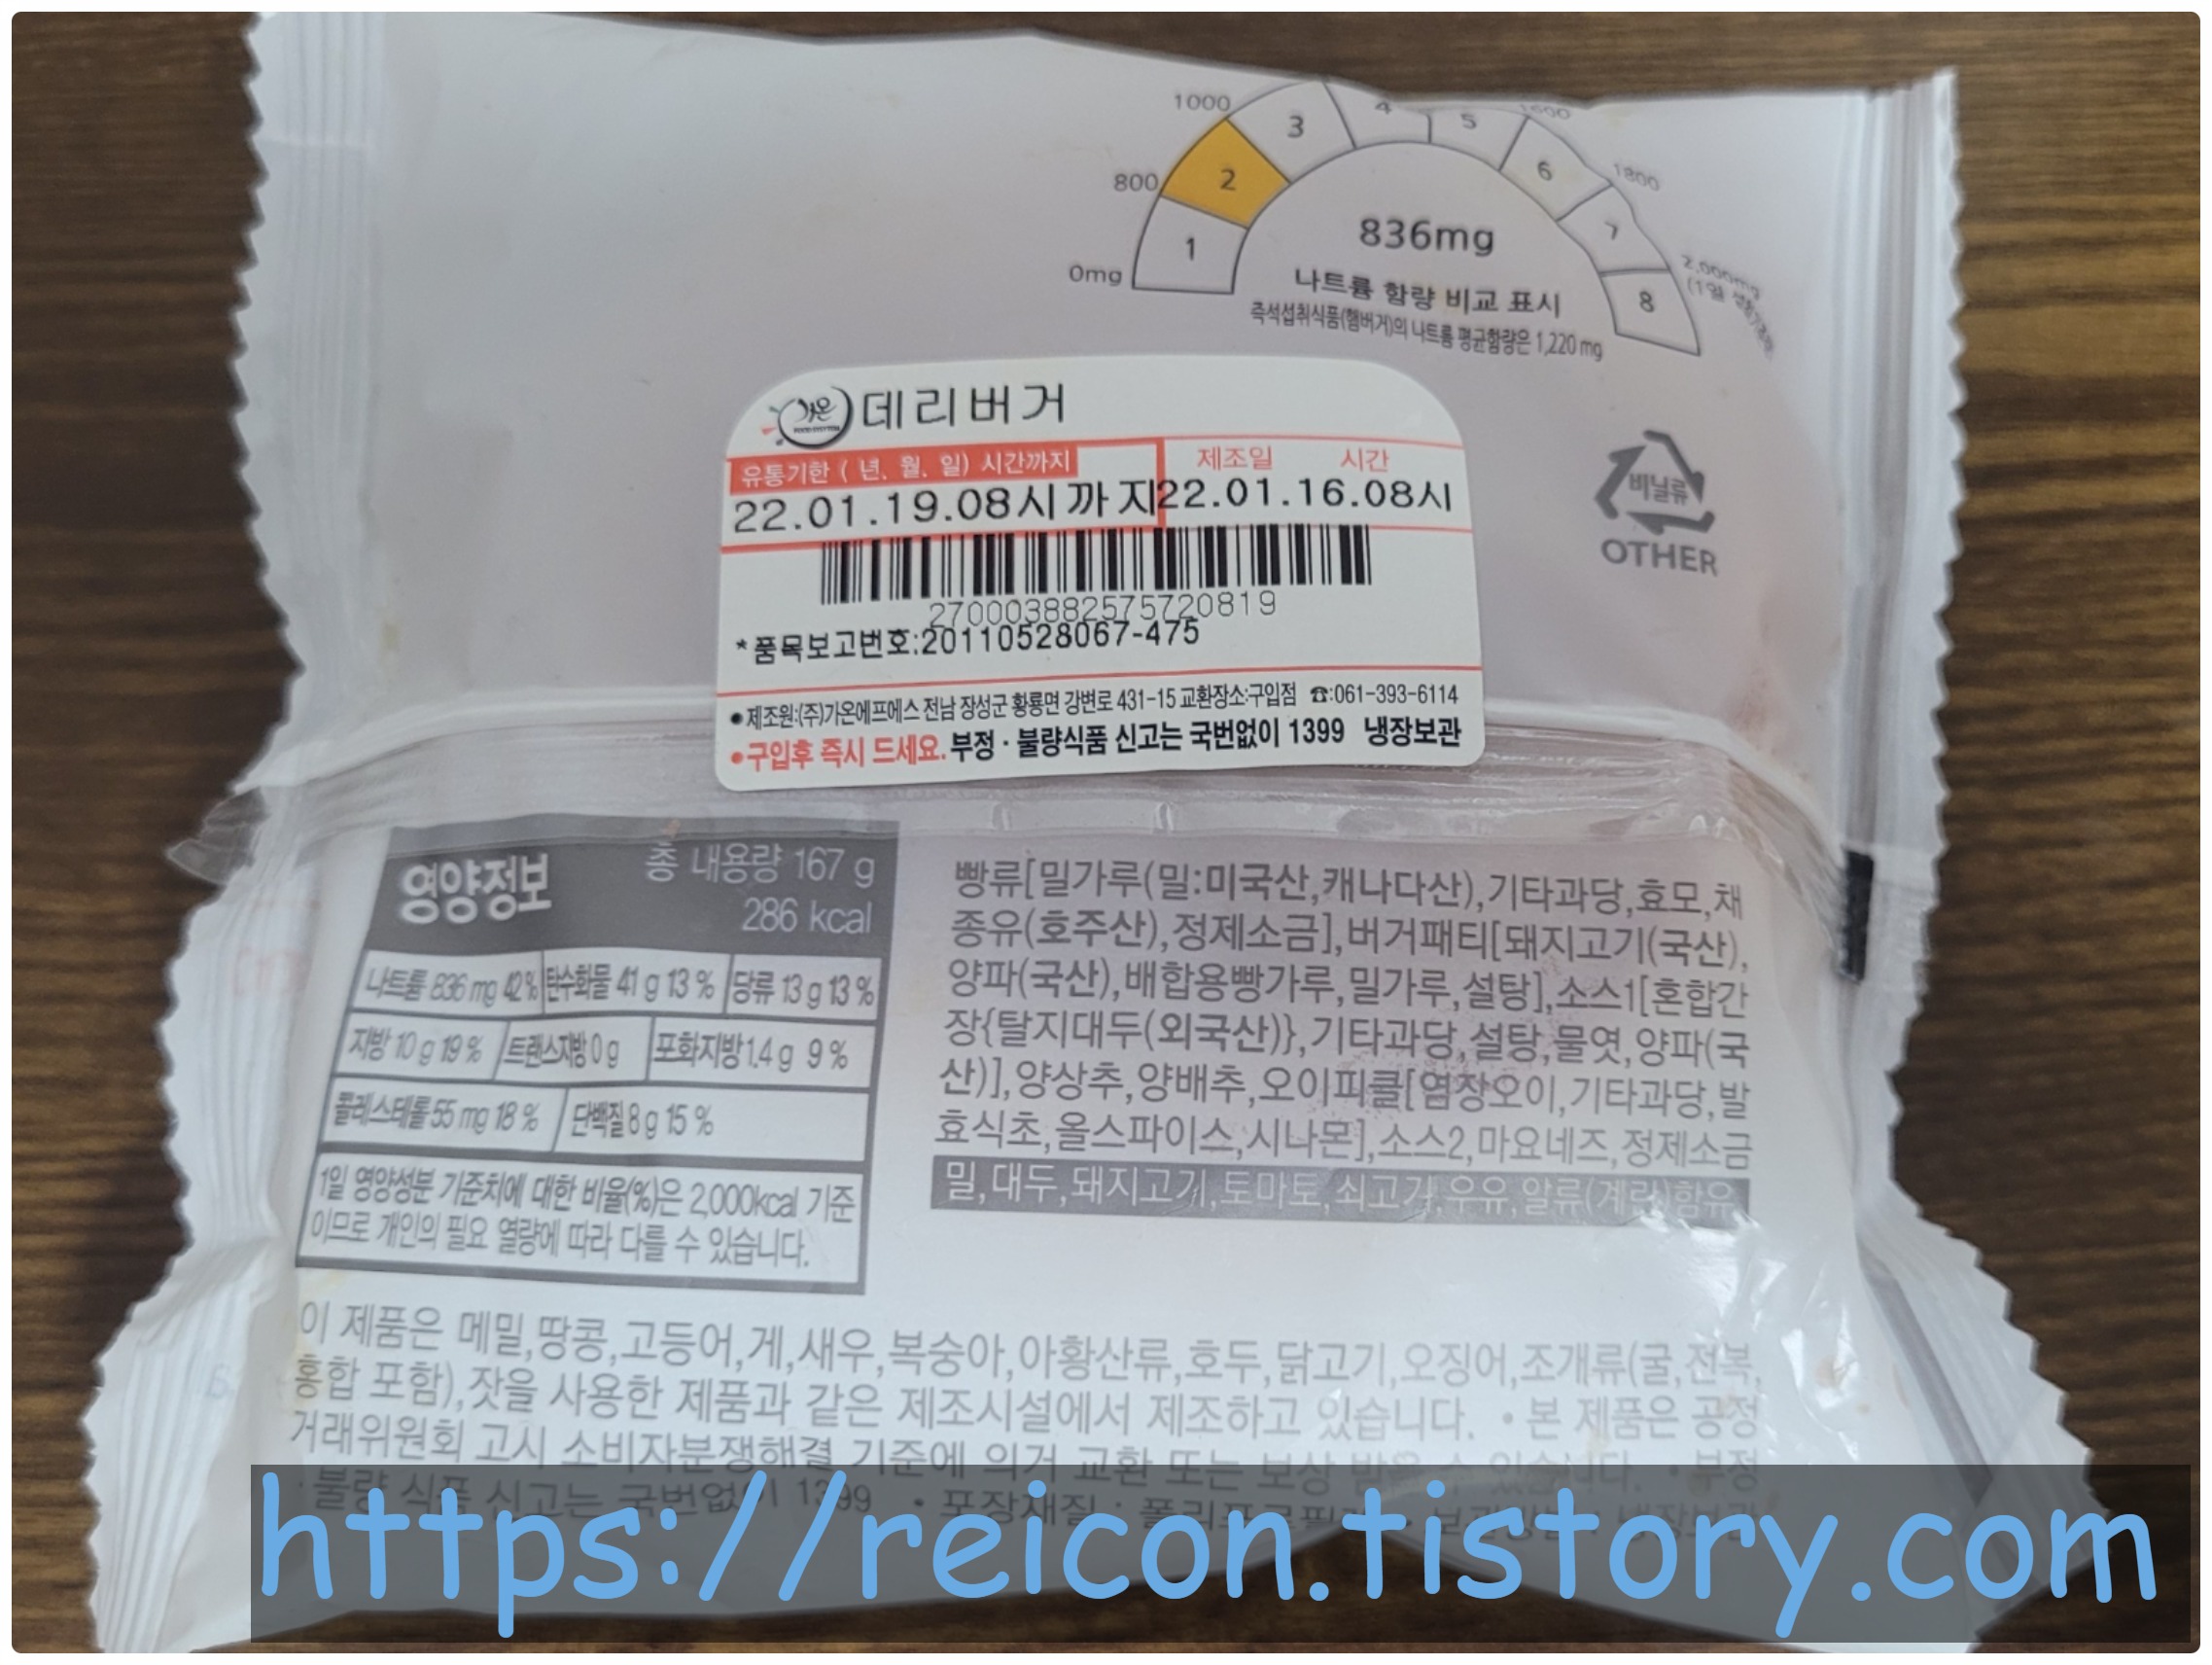 1000
3
4
5
1600
800
2
6
1800
1
836mg
7
0mg
나트륨 함량 비교 표시
8
2,000mg
(1일
즉석섭취식품(햄버거)의 나트륨 평균함량은 1,220 mg
가온 데리버거
유통기한 ( 년. 월. 일) 시간까지 제조일 시간
22.01.19.08시까지 22.01.16.08시
비닐류
OTHER
270003882575720819
*품목보고번호:20110528067-475
•제조원:(주)가온에프에스 전남 장성군 황룡면 강변로 431-15 교환장소:구입점 ☎:061-393-6114
•구입후 즉시 드세요. 부정·불량식품 신고는 국번없이 1399 냉장보관
영양정보
총 내용량 167 g
286 kcal
나트륨 836 mg 42% 탄수화물 41 g 13 % 당류 13 g 13 %
지방 10 g 19 % 트랜스지방 0 g 포화지방 1.4 g 9 %
콜레스테롤 55 mg 18 % 단백질 8 g 15 %
1일 영양성분 기준치에 대한 비율(%)은 2,000kcal 기준
이므로 개인의 필요 열량에 따라 다를 수 있습니다.
빵류[밀가루(밀:미국산,캐나다산),기타과당,효모,채
종유(호주산),정제소금],버거패티[돼지고기(국산),
양파(국산),배합용빵가루,밀가루,설탕],소스1[혼합간
장{탈지대두(외국산)},기타과당,설탕,물엿,양파(국
산)],양상추,양배추,오이피클[염장오이,기타과당,발
효식초,올스파이스,시나몬],소스2,마요네즈,정제소금
밀,대두,돼지고기,토마토,쇠고기,우유,알류(계란)함유
이 제품은 메밀,땅콩,고등어,게,새우,복숭아,아황산류,호두,닭고기,오징어,조개류(굴,전복,
홍합 포함),잣을 사용한 제품과 같은 제조시설에서 제조하고 있습니다. •본 제품은 공정
거래위원회 고시 소비자분쟁해결 기준에 의거 교환 또는 보상 받을 수 있습니다. •부정
·불량 식품 신고는 국번없이 1399 •포장재질 :
https://reicon.tistory.com